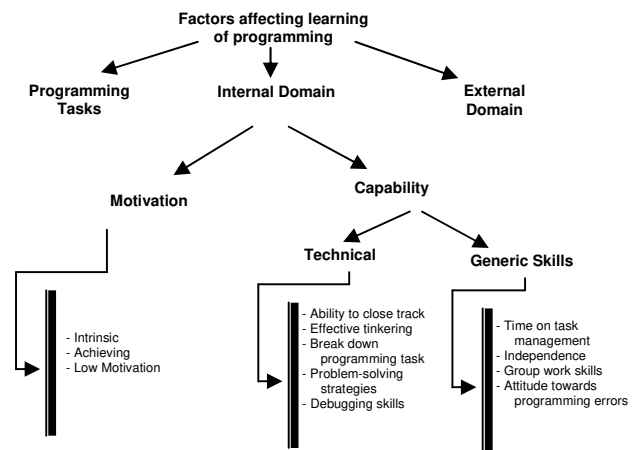 Factors affecting learning
of programming
Programming
Tasks
Internal Domain
External
Domain
Motivation
Capability
Technical
Generic Skills
- Intrinsic
- Achieving
- Low Motivation
- Ability to close track
- Effective tinkering
- Break down
programming task
- Problem-solving
strategies
- Debugging skills
- Time on task
management
- Independence
- Group work skills
- Attitude towards
programming errors